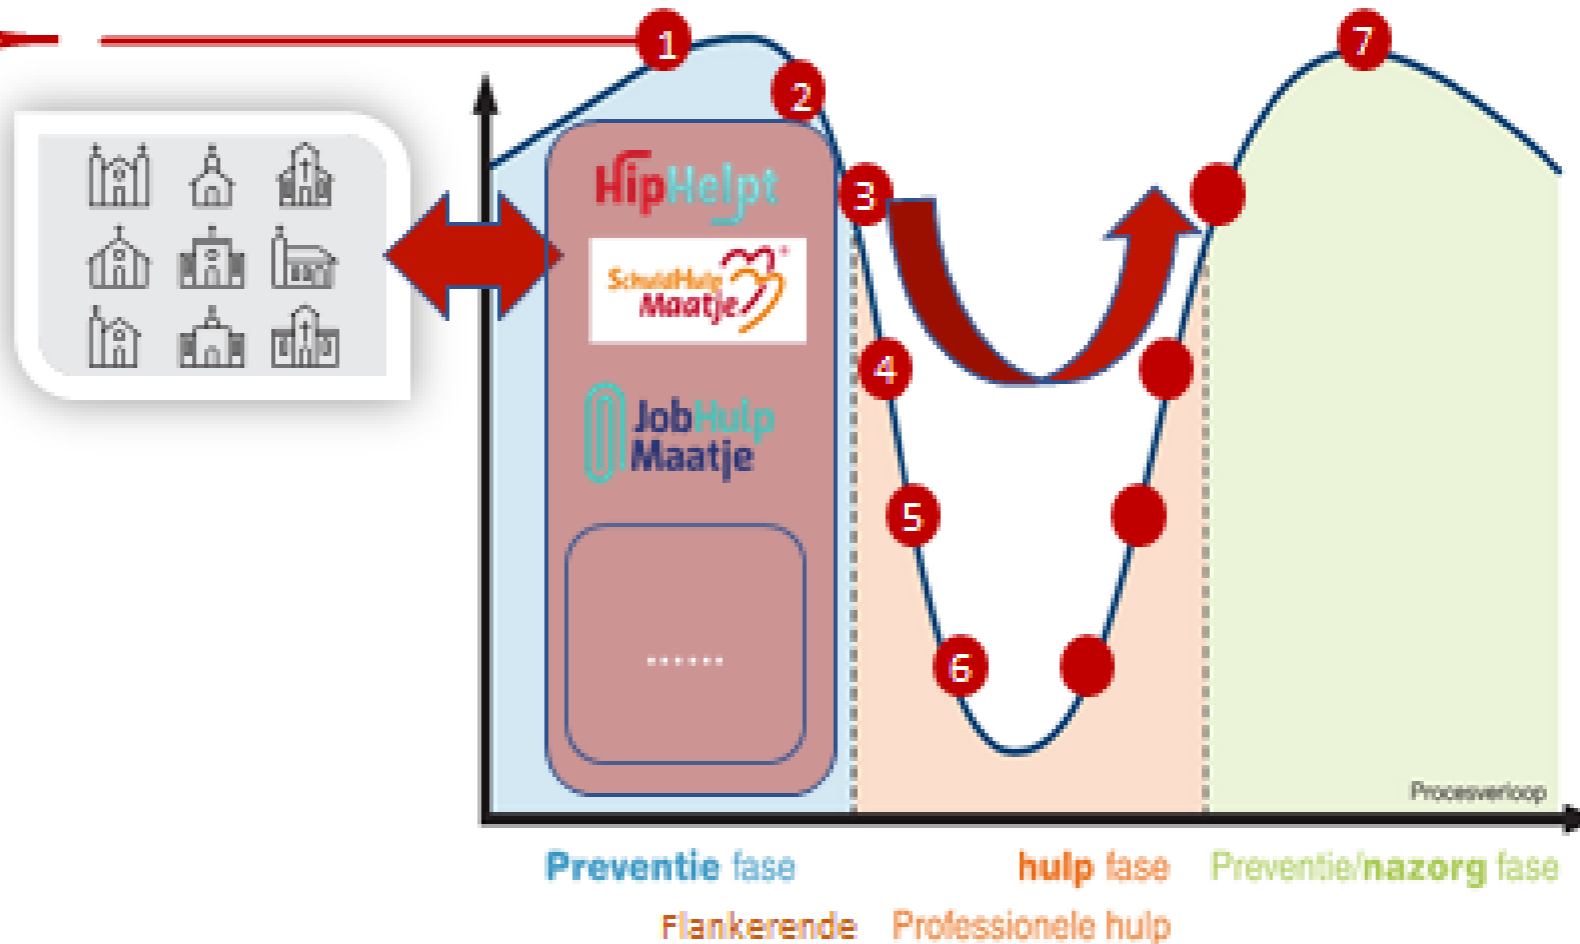 1
7
2
HipHelpt
3
SchuldHulp
Maatje
4
JobHulp
Maatje
5
......
6
Procesverloop
Preventie fase
hulp fase
Preventie/nazorg fase
Flankerende
Professionele hulp